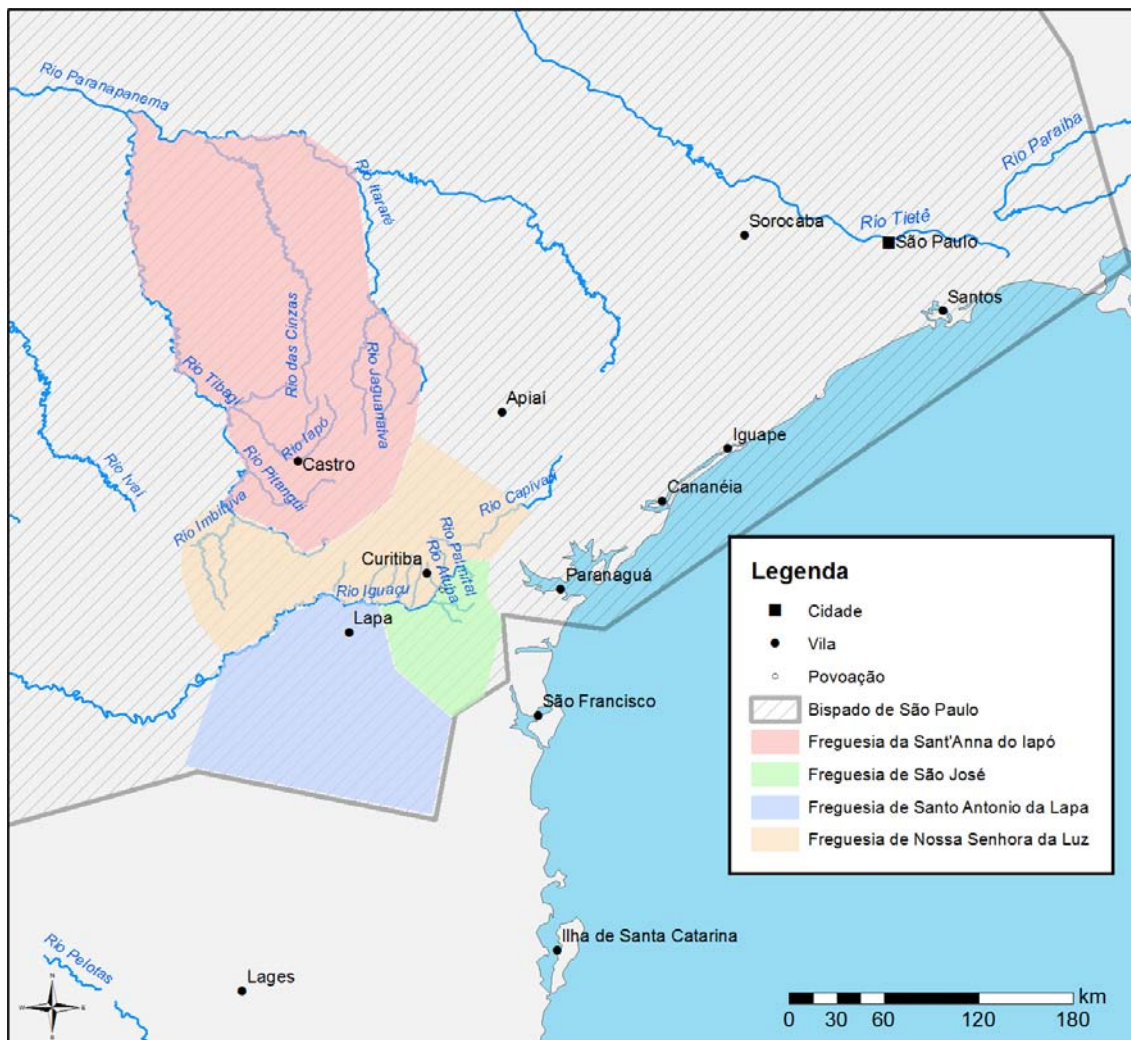 Rio Paranapanema
Rio Paraíba
Rio Itararé
Rio Tietê
Sorocaba
São Paulo
Santos
Rio das Cinzas
Rio Jaguariaíva
Rio Tibagi
Apiaí
Rio Iapó
Castro
Iguape
Rio Ivaí
Rio Pitangui
Cananéia
Rio Imbituva
Rio Capivari
Rio Palmital
Rio Atuba
Curitiba
Paranaguá
Rio Iguaçu
Lapa
São Francisco
Legenda
Cidade
Vila
Povoação
Bispado de São Paulo
Freguesia da Sant'Anna do Iapó
Freguesia de São José
Freguesia de Santo Antonio da Lapa
Freguesia de Nossa Senhora da Luz
Ilha de Santa Catarina
Rio Pelotas
Lages
N
W
E
S
km
0 30 60 120 180